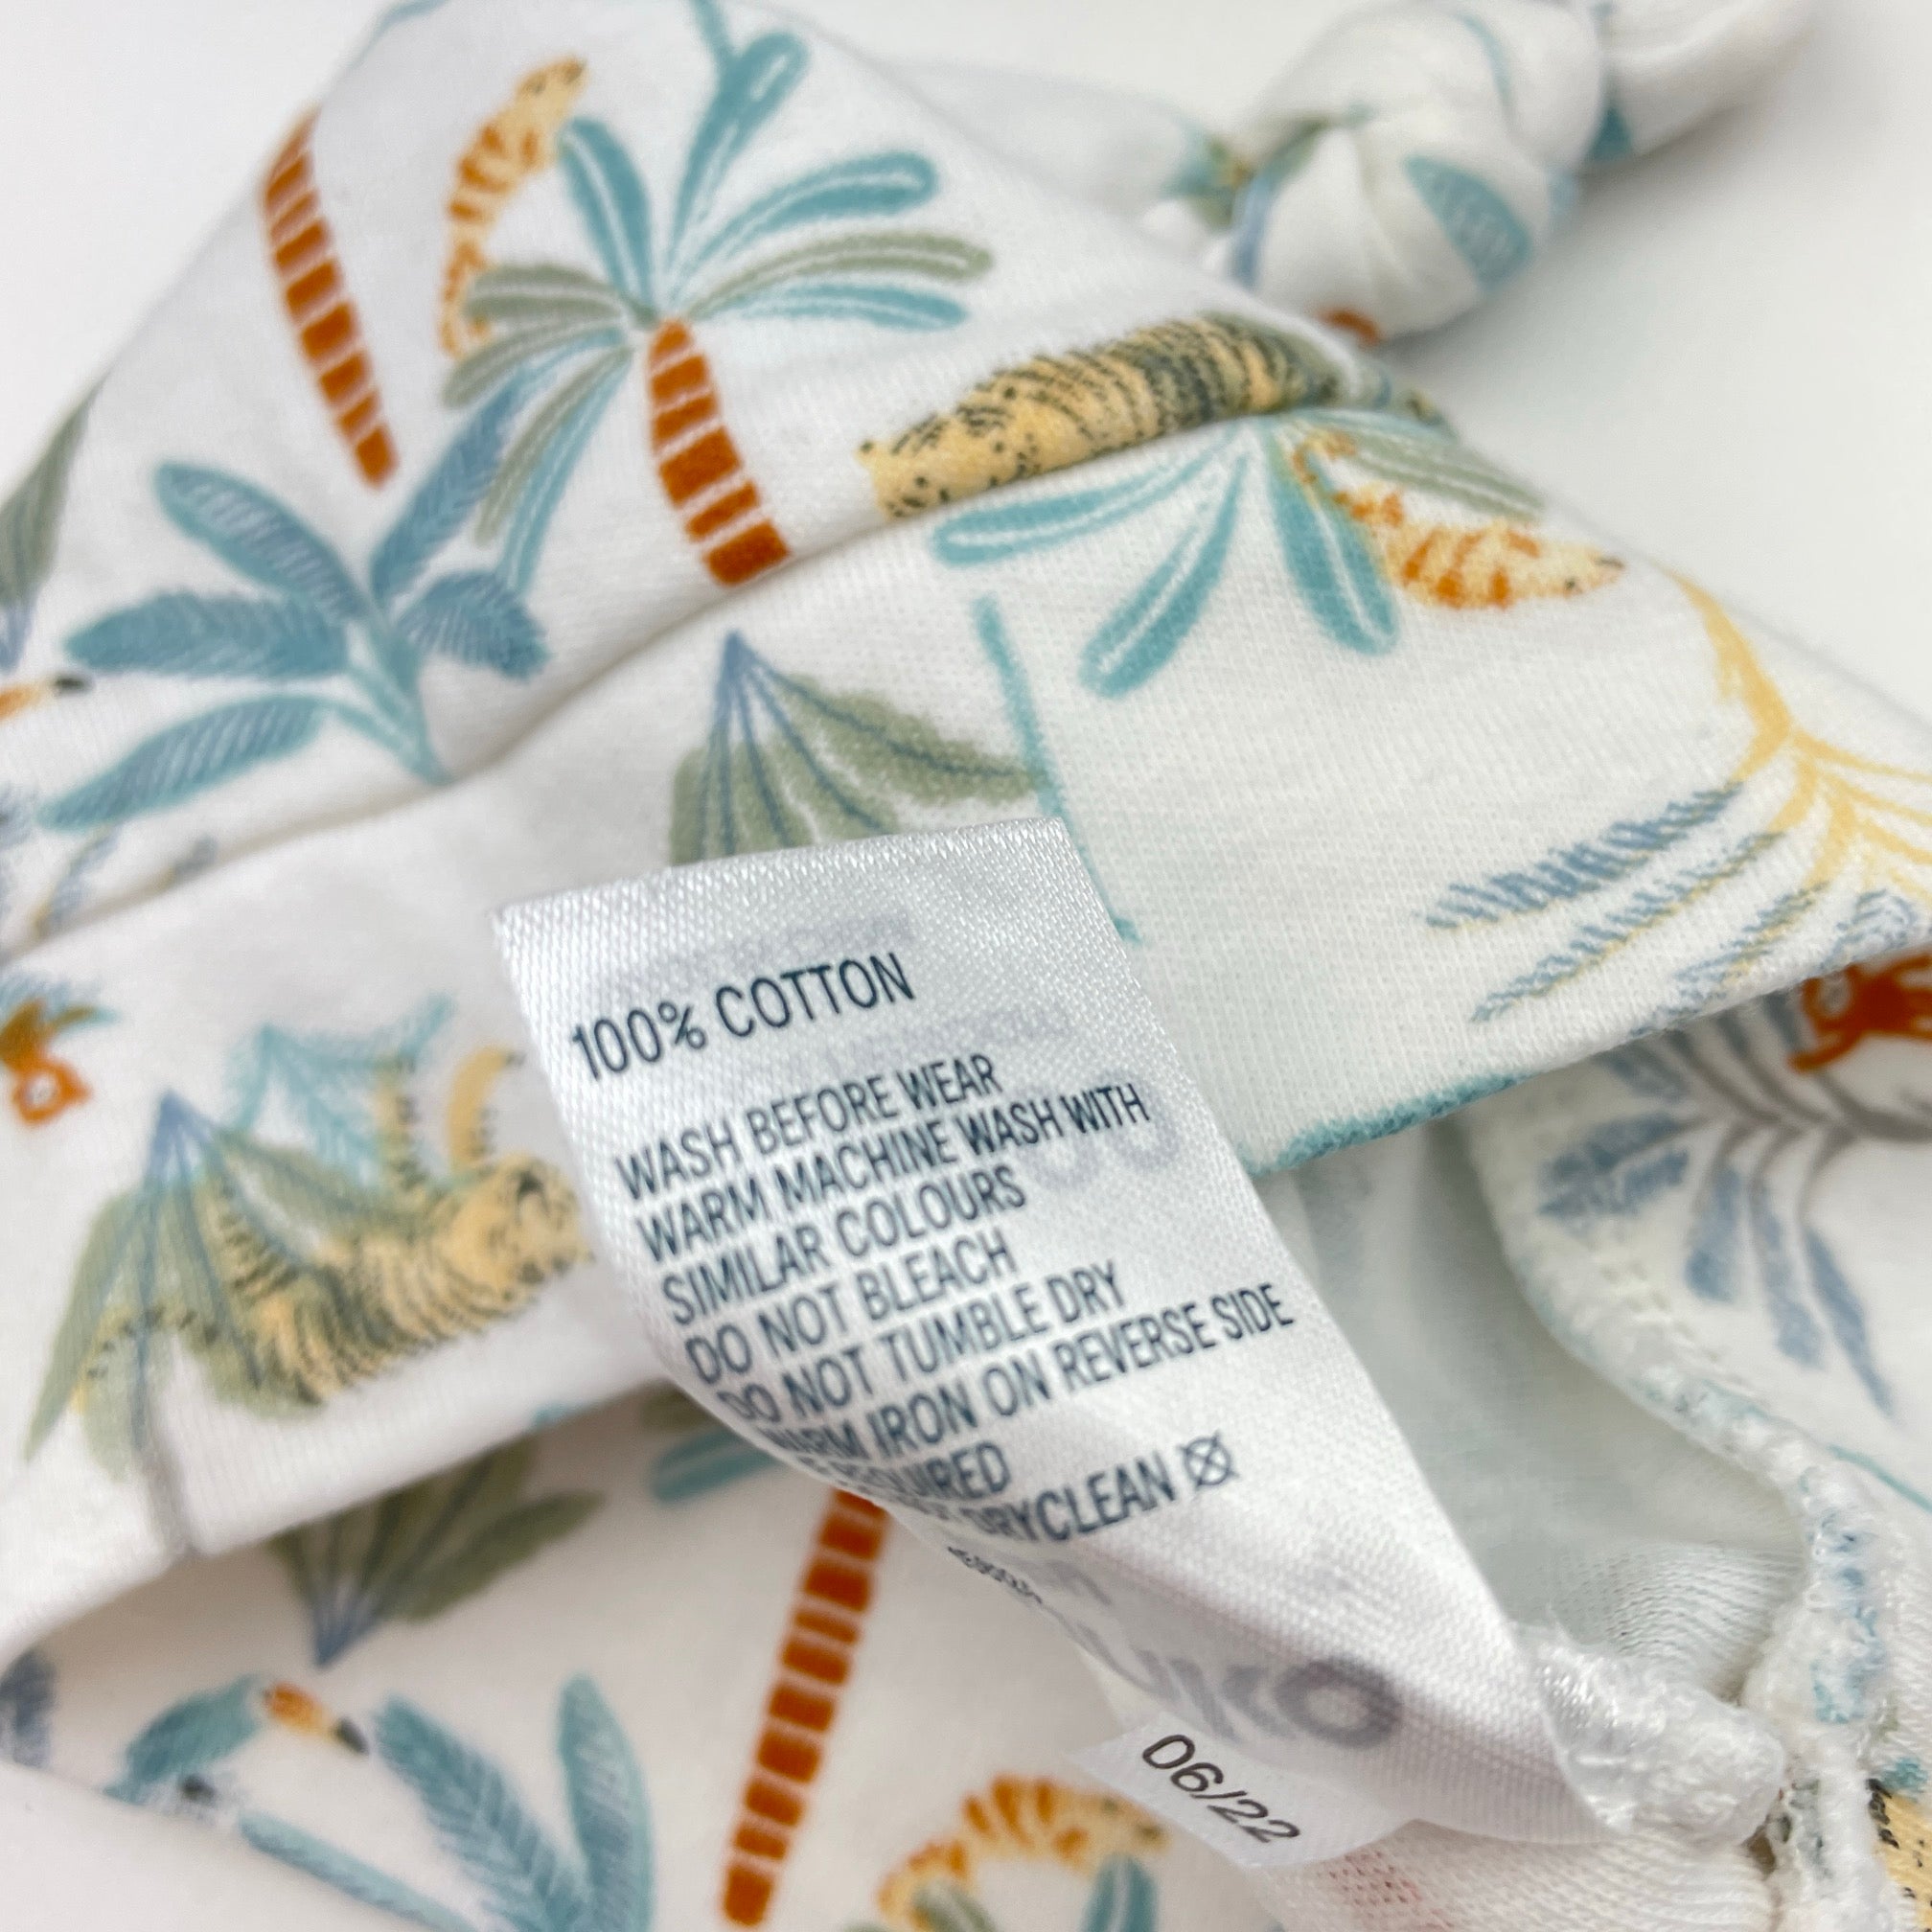 100% COTTON
WASH BEFORE WEAR
WARM MACHINE WASH WITH
SIMILAR COLOURS
DO NOT BLEACH
DO NOT TUMBLE DRY
WARM IRON ON REVERSE SIDE
DRYCLEAN
06/22